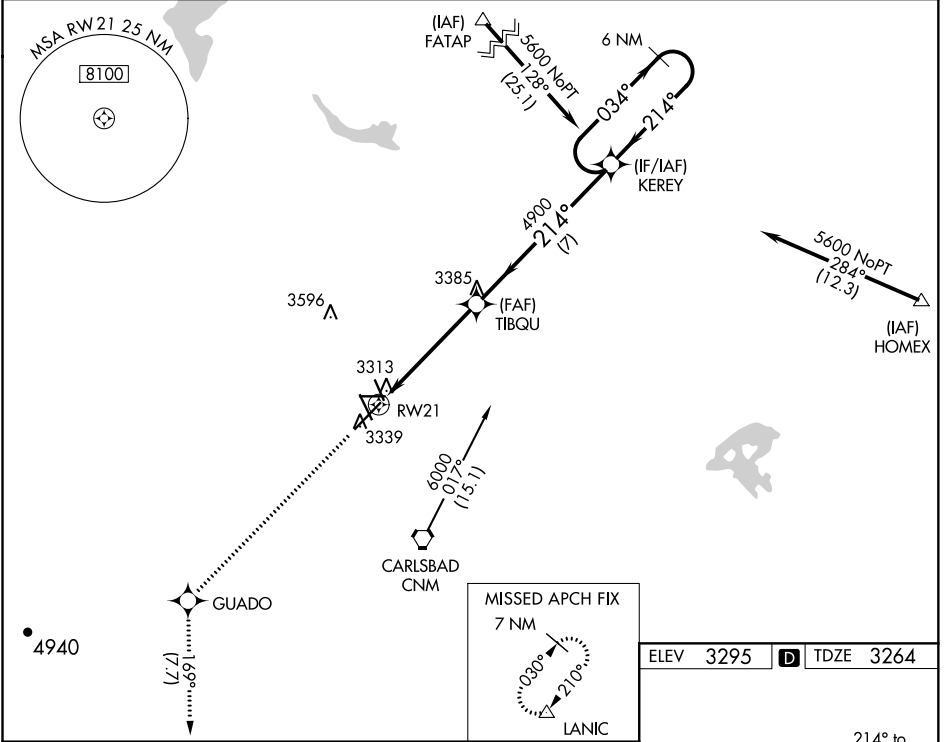 MSA RW21 25 NM
8100
(IAF)
FATAP
5600 NoPT
128°
(25.1)
6 NM
034°
214°
(IF/IAF)
KEREY
4900
214°
(7)
5600 NoPT
284°
(12.3)
(IAF)
HOMEX
3385
(FAF)
TIBQU
3596
3313
RW21
3339
6000
017°
(15.1)
CARLSBAD
CNM
GUADO
4940
169°
(7.7)
MISSED APCH FIX
7 NM
030°
210°
LANIC
ELEV 3295 D TDZE 3264
214° to